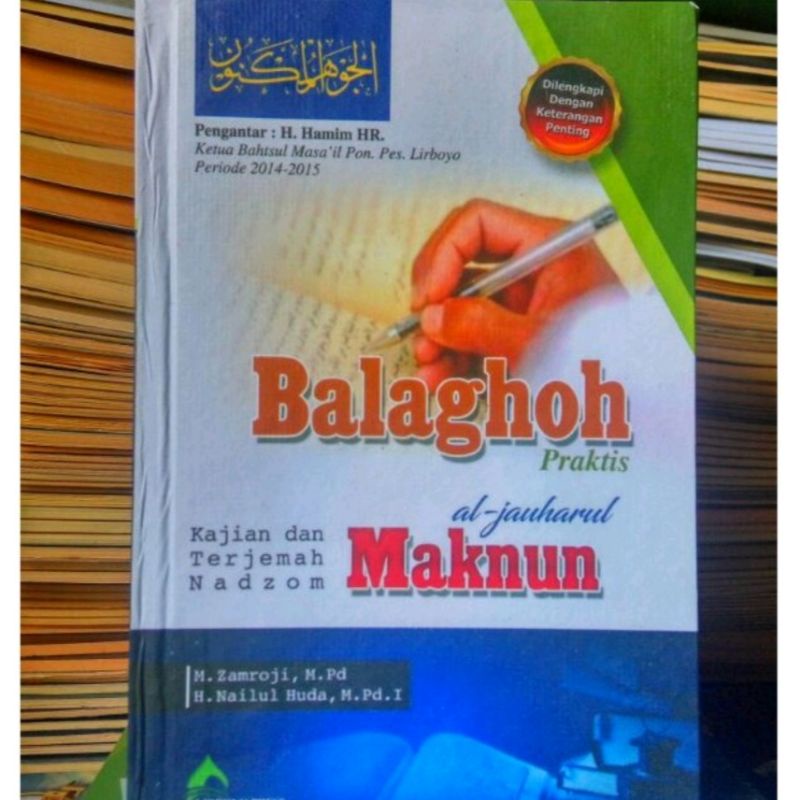 الجوهر المكنون
Pengantar : H. Hamim HR.
Ketua Bahtsul Masa'il Pon. Pes. Lirboyo
Periode 2014-2015
Dilengkapi
Dengan
Keterangan
Penting
Balaghoh
Praktis
al-jauharul
Kajian dan
Terjemah
Nadzom
Maknun
M. Zamroji, M.Pd
H. Nailul Huda, M.Pd.I